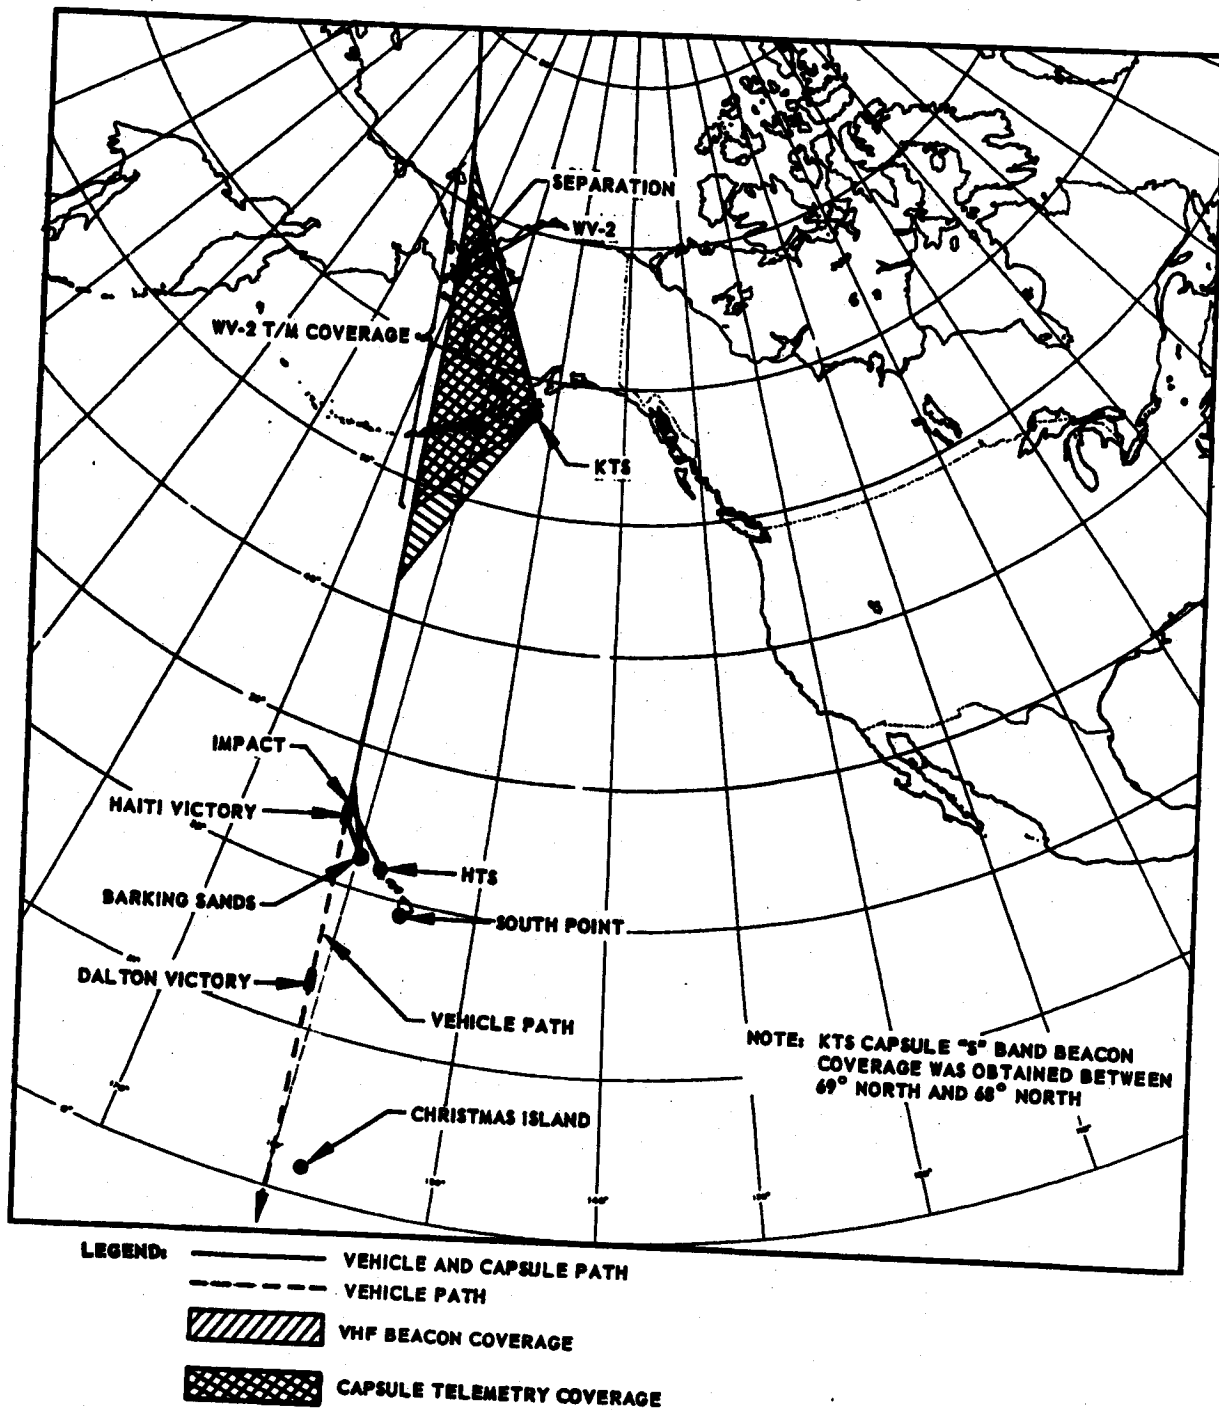 SEPARATION
WV-2
WV-2 T/M COVERAGE
KTS
IMPACT
HAITI VICTORY
HTS
BARKING SANDS
SOUTH POINT
DALTON VICTORY
VEHICLE PATH
NOTE: KTS CAPSULE "S" BAND BEACON
COVERAGE WAS OBTAINED BETWEEN
69° NORTH AND 68° NORTH
CHRISTMAS ISLAND
0°
LEGEND:
VEHICLE AND CAPSULE PATH
VEHICLE PATH
VHF BEACON COVERAGE
CAPSULE TELEMETRY COVERAGE